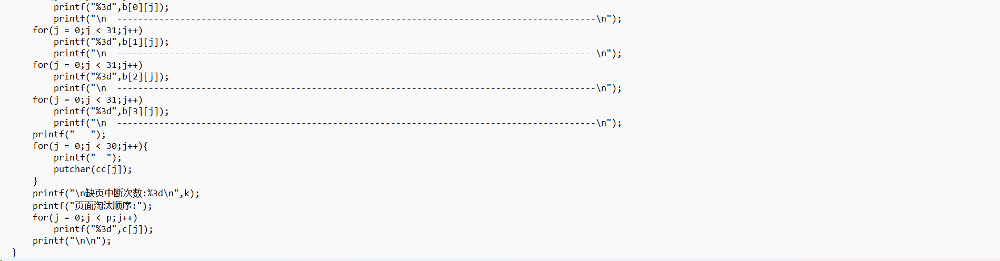 printf("%3d",b[0][j]);
printf("\n  -------------------------------------------------------------------------------------------\n");
for(j = 0;j < 31;j++)
printf("%3d",b[1][j]);
printf("\n  -------------------------------------------------------------------------------------------\n");
for(j = 0;j < 31;j++)
printf("%3d",b[2][j]);
printf("\n  -------------------------------------------------------------------------------------------\n");
for(j = 0;j < 31;j++)
printf("%3d",b[3][j]);
printf("\n  -------------------------------------------------------------------------------------------\n");
printf("   ");
for(j = 0;j < 30;j++){
printf("  ");
putchar(cc[j]);
}
printf("\n缺页中断次数:%3d\n",k);
printf("页面淘汰顺序:");
for(j = 0;j < p;j++)
printf("%3d",c[j]);
printf("\n\n");
}